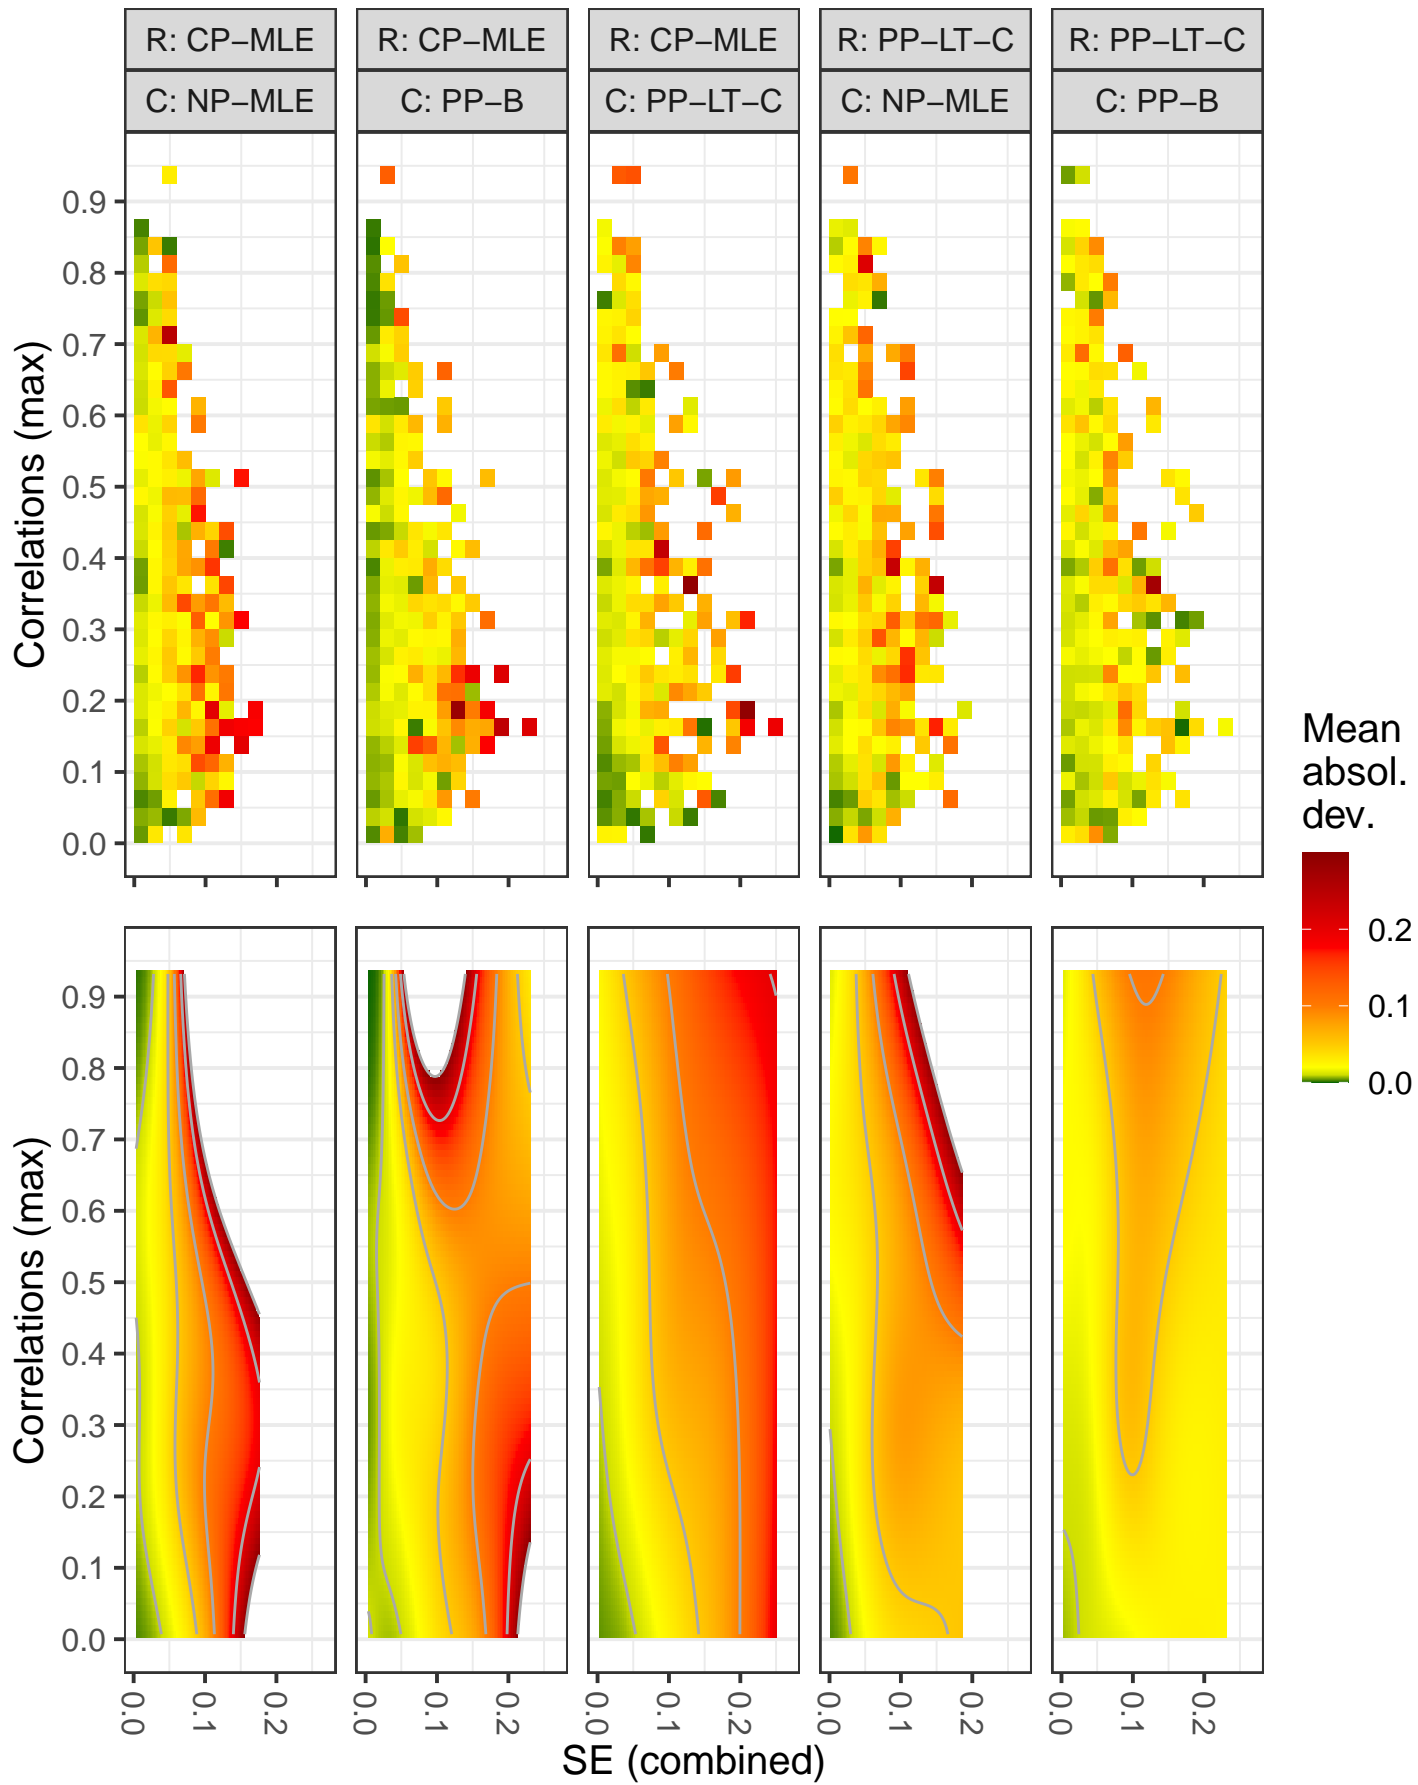 R: CP−MLE R: CP−MLE R: CP−MLE R: PP−LT−C R: PP−LT−C
C: NP−MLE C: PP−B C: PP−LT−C C: NP−MLE C: PP−B
Correlations (max)
0.9
0.8
0.7
0.6
0.5
0.4
0.3
0.2
0.1
0.0
Mean
absol.
dev.
0.2
0.1
0.0
Correlations (max)
0.9
0.8
0.7
0.6
0.5
0.4
0.3
0.2
0.1
0.0
0.0 0.1 0.2 0.0 0.1 0.2 0.0 0.1 0.2 0.0 0.1 0.2 0.0 0.1 0.2
SE (combined)